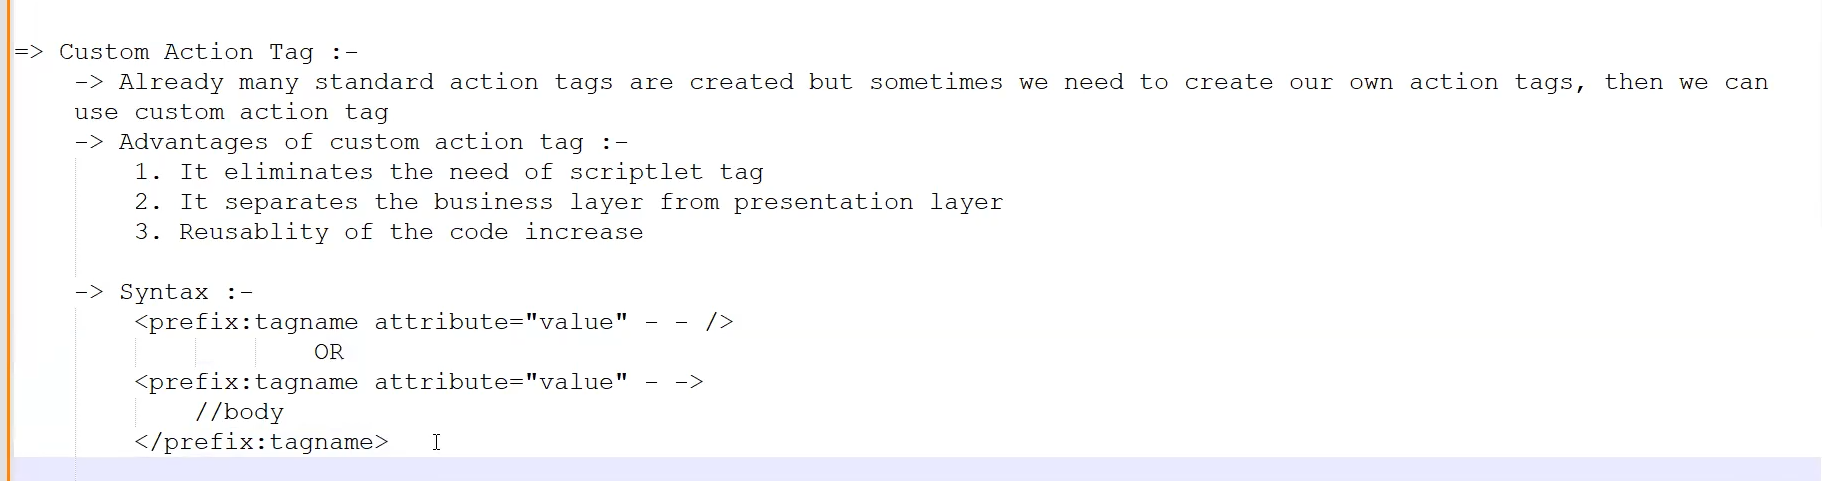 => Custom Action Tag :-
-> Already many standard action tags are created but sometimes we need to create our own action tags, then we can
use custom action tag
-> Advantages of custom action tag :-
1. It eliminates the need of scriptlet tag
2. It separates the business layer from presentation layer
3. Reusablity of the code increase
-> Syntax :-
<prefix:tagname attribute="value" - - />
OR
<prefix:tagname attribute="value" - ->
//body
</prefix:tagname>